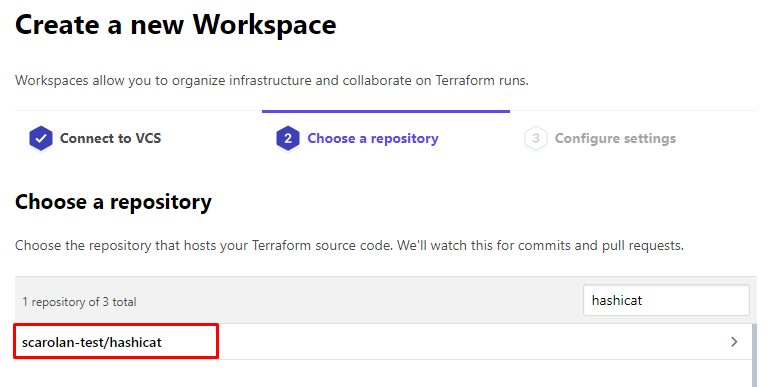 Create a new Workspace
Workspaces allow you to organize infrastructure and collaborate on Terraform runs.
Connect to VCS
2 Choose a repository
3 Configure settings
Choose a repository
Choose the repository that hosts your Terraform source code. We'll watch this for commits and pull requests.
1 repository of 3 total
hashicat
scarolan-test/hashicat